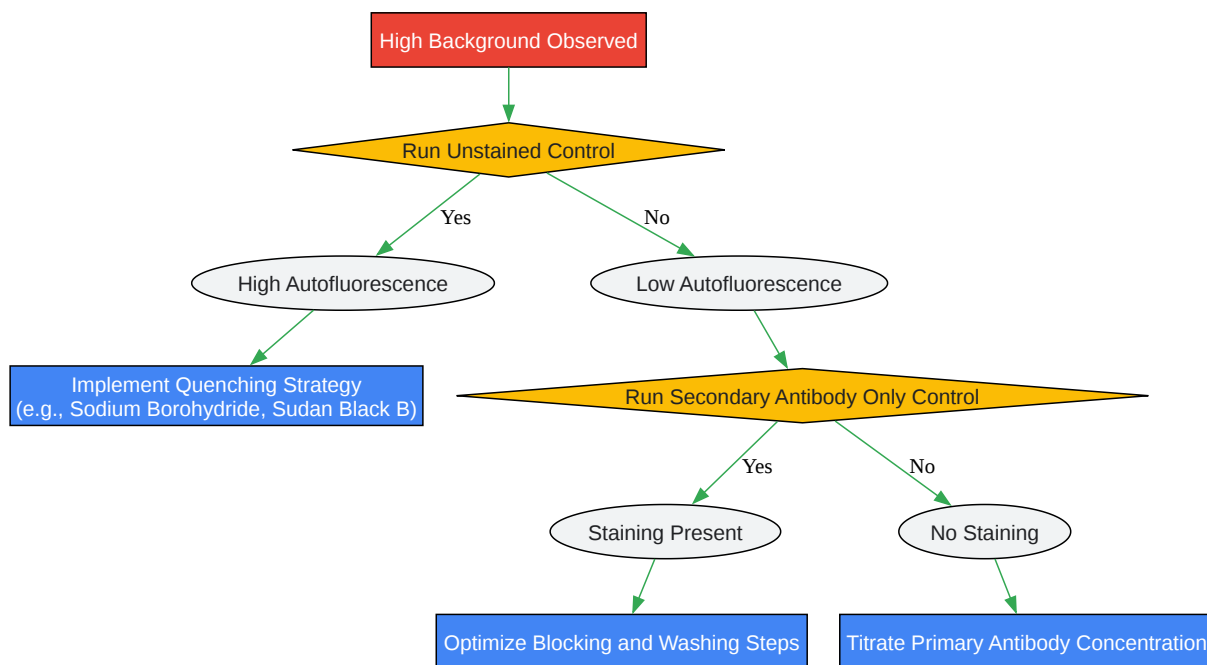 High Background Observed
Run Unstained Control
Yes
No
High Autofluorescence
Low Autofluorescence
Implement Quenching Strategy
(e.g., Sodium Borohydride, Sudan Black B)
Run Secondary Antibody Only Control
Yes
No
Staining Present
No Staining
Optimize Blocking and Washing Steps
Titrate Primary Antibody Concentration